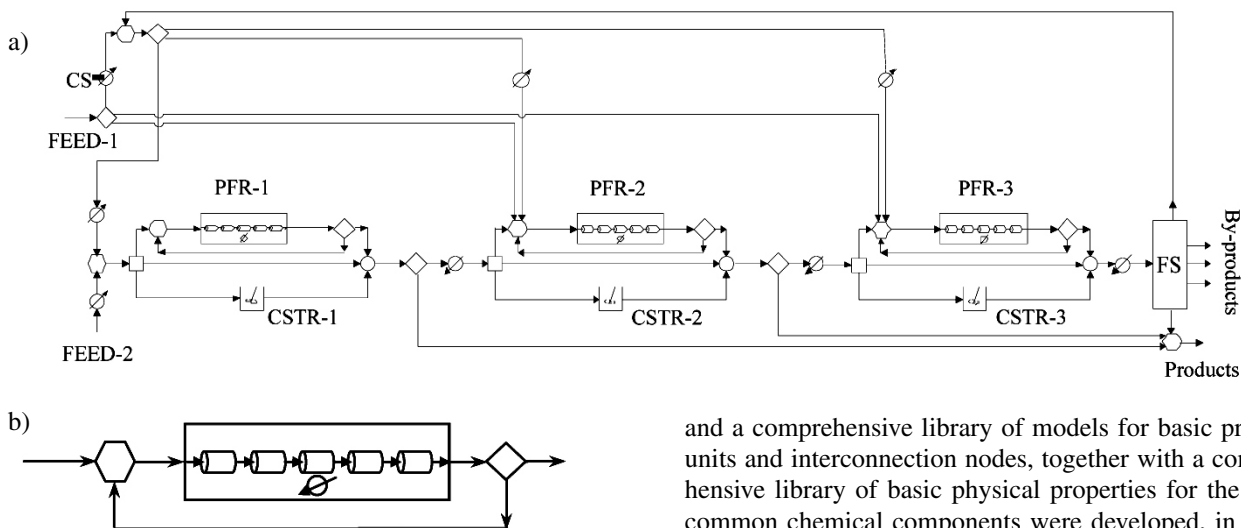 a)
CS
FEED-1
PFR-1
PFR-2
PFR-3
FS
By-products
CSTR-1
CSTR-2
CSTR-3
FEED-2
Products
b)
and a comprehensive library of models for basic pr
units and interconnection nodes, together with a con
hensive library of basic physical properties for the
common chemical components were developed, in